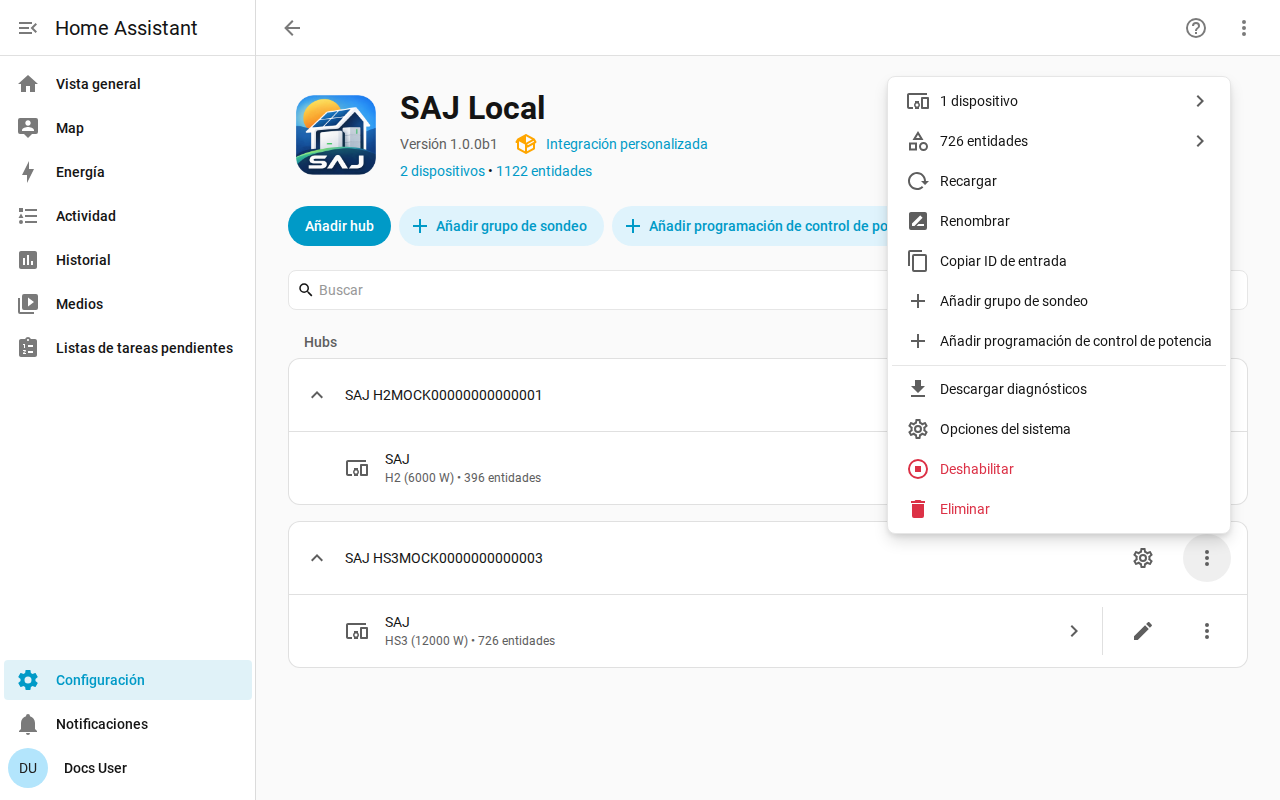 Home Assistant
Vista general
Map
Energía
Actividad
Historial
Medios
Listas de tareas pendientes
Configuración
Notificaciones
DU Docs User
SAJ
SAJ Local
Versión 1.0.0b1 Integración personalizada
2 dispositivos • 1122 entidades
Añadir hub
Añadir grupo de sondeo
Añadir programación de control de po
Buscar
Hubs
SAJ H2MOCK00000000000001
SAJ
H2 (6000 W) • 396 entidades
SAJ HS3MOCK0000000000003
SAJ
HS3 (12000 W) • 726 entidades
1 dispositivo
726 entidades
Recargar
Renombrar
Copiar ID de entrada
Añadir grupo de sondeo
Añadir programación de control de potencia
Descargar diagnósticos
Opciones del sistema
Deshabilitar
Eliminar